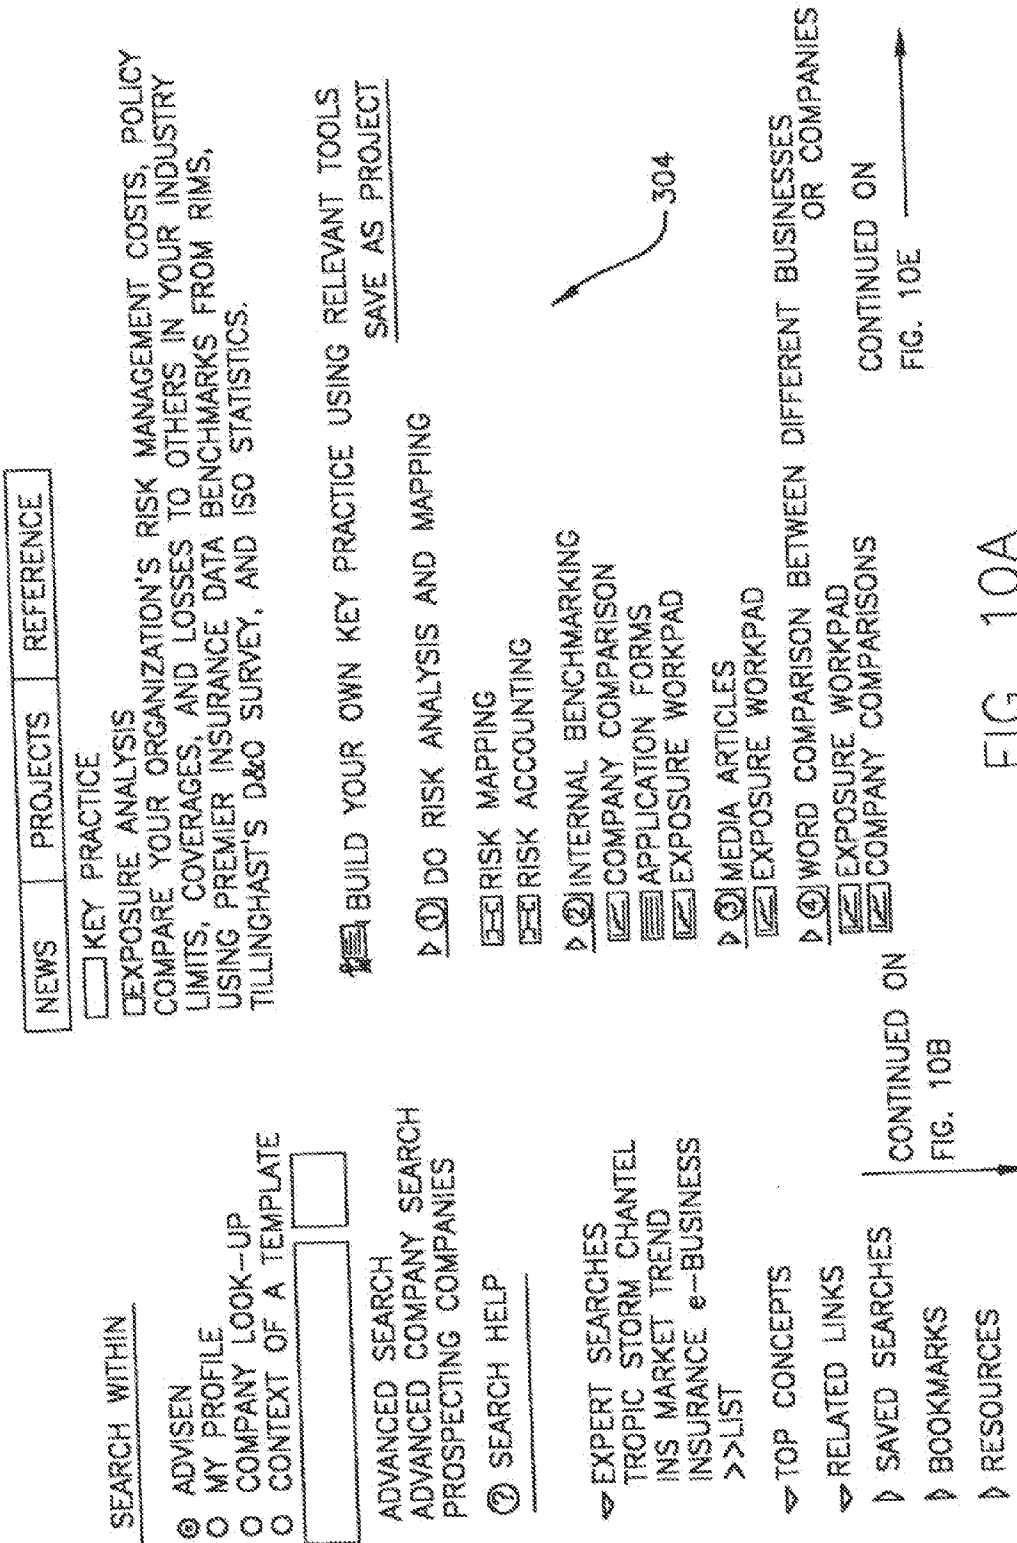 SEARCH WITHIN
ADVISEN
MY PROFILE
COMPANY LOOK-UP
CONTEXT OF A TEMPLATE
ADVANCED SEARCH
ADVANCED COMPANY SEARCH
PROSPECTING COMPANIES
? SEARCH HELP
EXPERT SEARCHES
TROPIC STORM CHANTEL
INS MARKET TREND
INSURANCE e-BUSINESS
>>LIST
TOP CONCEPTS
RELATED LINKS
SAVED SEARCHES
BOOKMARKS
RESOURCES
CONTINUED ON
FIG. 10B
NEWS PROJECTS REFERENCE
KEY PRACTICE
EXPOSURE ANALYSIS
COMPARE YOUR ORGANIZATION'S RISK MANAGEMENT COSTS, POLICY
LIMITS, COVERAGES, AND LOSSES TO OTHERS IN YOUR INDUSTRY
USING PREMIER INSURANCE DATA BENCHMARKS FROM RIMS,
TILLINGHAST'S D&O SURVEY, AND ISO STATISTICS.
BUILD YOUR OWN KEY PRACTICE USING RELEVANT TOOLS
SAVE AS PROJECT
1 DO RISK ANALYSIS AND MAPPING
RISK MAPPING
RISK ACCOUNTING
304
2 INTERNAL BENCHMARKING
COMPANY COMPARISON
APPLICATION FORMS
EXPOSURE WORKPAD
3 MEDIA ARTICLES
EXPOSURE WORKPAD
4 WORD COMPARISON BETWEEN DIFFERENT BUSINESSES
OR COMPANIES
EXPOSURE WORKPAD
COMPANY COMPARISONS
CONTINUED ON
FIG. 10E
FIG 10A